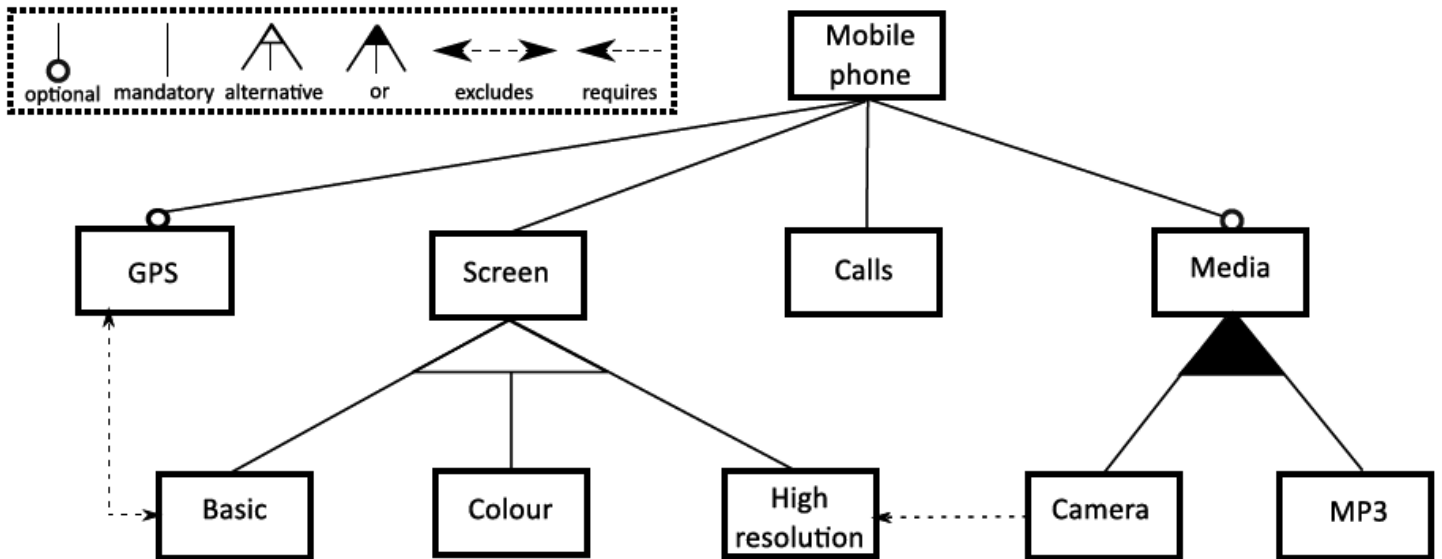 optional mandatory alternative or excludes requires
Mobile
phone
GPS
Screen
Calls
Media
Basic
Colour
High
resolution
Camera
MP3